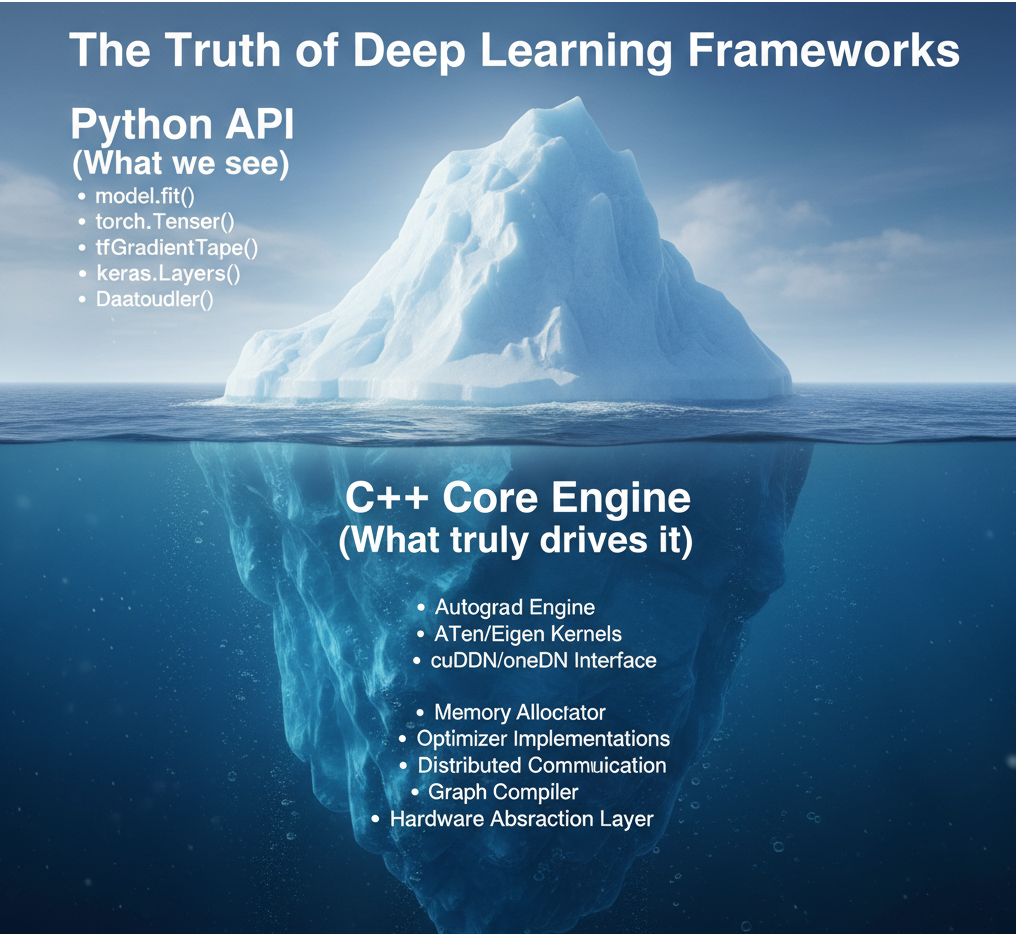 The Truth of Deep Learning Frameworks
Python API
(What we see)
• model.fit()
• torch.Tenser()
• tfGradientTape()
• keras.Layers()
• Daatoudler()
C++ Core Engine
(What truly drives it)
• Autograd Engine
• ATen/Eigen Kernels
• cuDDN/oneDN Interface
• Memory Alloctator
• Optimizer Implementations
• Distributed Commuication
• Graph Compiler
• Hardware Absraction Layer